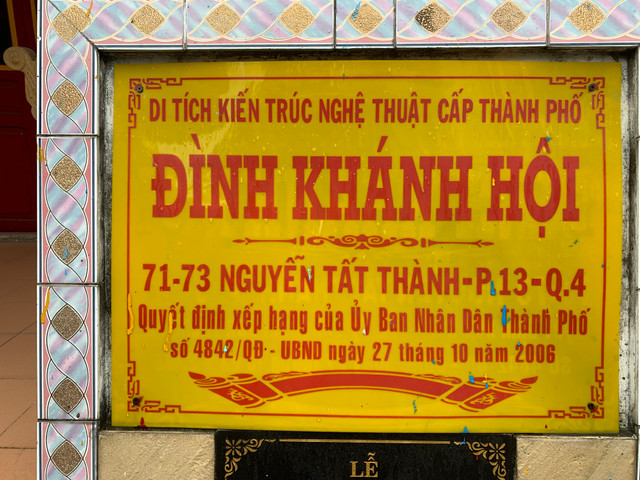 DI TÍCH KIẾN TRÚC NGHỆ THUẬT CẤP THÀNH PHỐ
ĐÌNH KHÁNH HỘI
71-73 NGUYỄN TẤT THÀNH-P.13-Q.4
Quyết định xếp hạng của Ủy Ban Nhân Dân Thành Phố
số 4842/QĐ - UBND ngày 27 tháng 10 năm 2006
LỄ